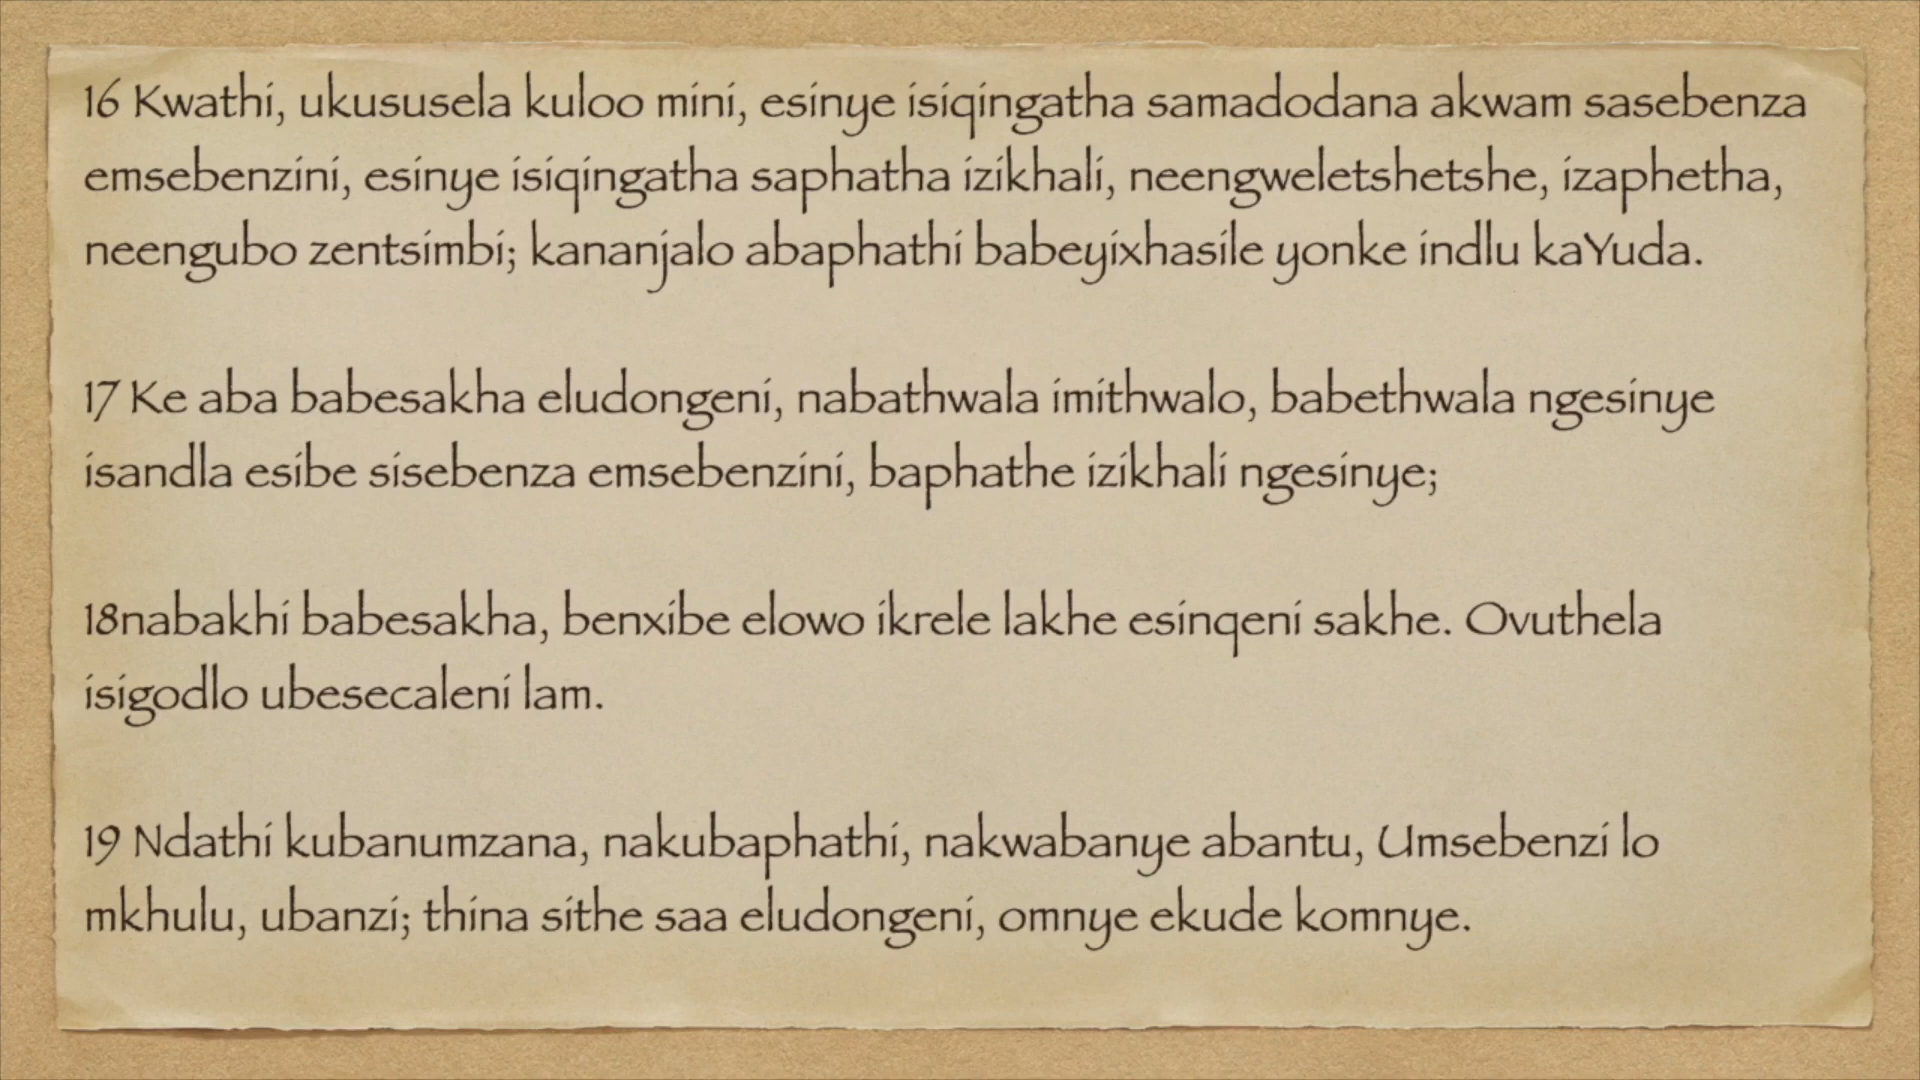 16 Kwathi, ukususela kuloo mini, esinye isiqingatha samadodana akwam sasebenza
emsebenzini, esinye isiqingatha saphatha izikhali, neengweletshetshe, izaphetha,
neengubo zentsimbi; kananjalo abaphathi babeyixhasile yonke indlu kaYuda.
17 Ke aba babesakha eludongeni, nabathwala imithwalo, babethwala ngesinye
isandla esibe sisebenza emsebenzini, baphathe izikhali ngesinye;
18nabakhi babesakha, benxibe elowo ikrele lakhe esinqeni sakhe. Ovuthela
isigodlo ubesecaleni lam.
19 Ndathi kubanumzana, nakubaphathi, nakwabanye abantu, Umsebenzi lo
mkhulu, ubanzi; thina sithe saa eludongeni, omnye ekude komnye.